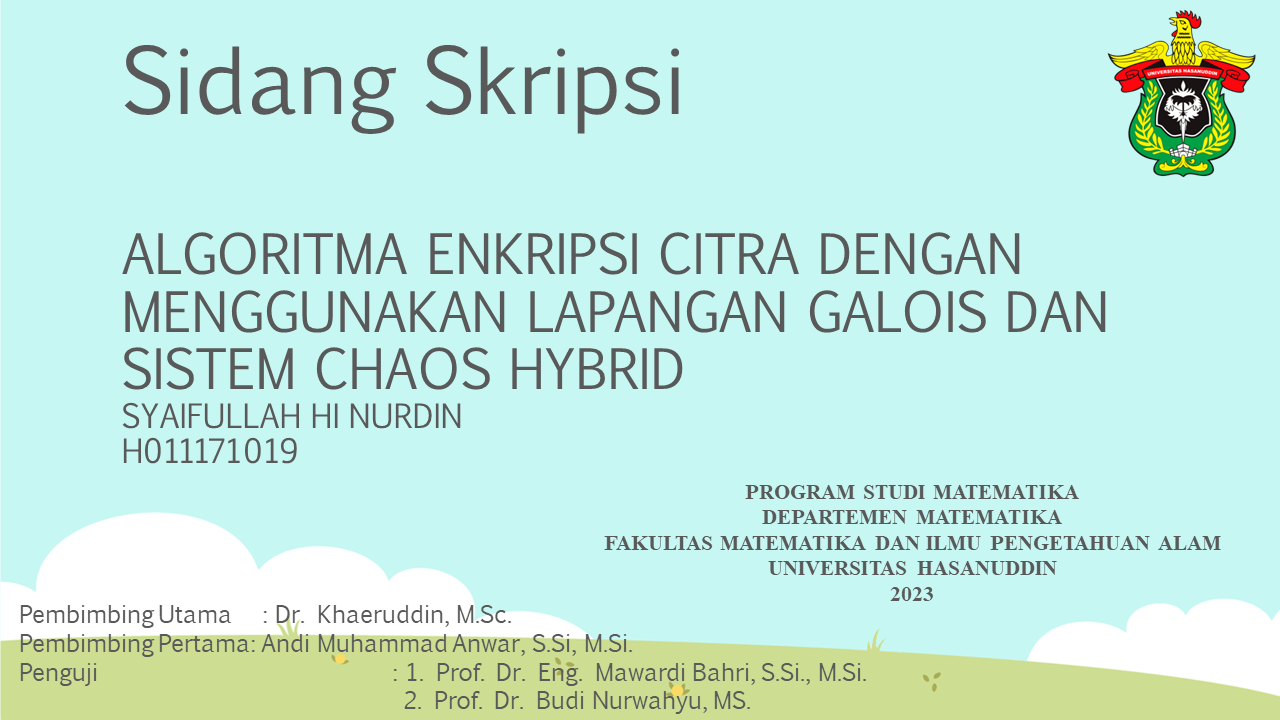 Sidang Skripsi
UNIVERSITAS HASANUDDIN
ALGORITMA ENKRIPSI CITRA DENGAN
MENGGUNAKAN LAPANGAN GALOIS DAN
SISTEM CHAOS HYBRID
SYAIFULLAH HI NURDIN
H011171019
PROGRAM STUDI MATEMATIKA
DEPARTEMEN MATEMATIKA
FAKULTAS MATEMATIKA DAN ILMU PENGETAHUAN ALAM
UNIVERSITAS HASANUDDIN
2023
Pembimbing Utama : Dr. Khaeruddin, M.Sc.
Pembimbing Pertama: Andi Muhammad Anwar, S.Si, M.Si.
Penguji : 1. Prof. Dr. Eng. Mawardi Bahri, S.Si., M.Si.
2. Prof. Dr. Budi Nurwahyu, MS.